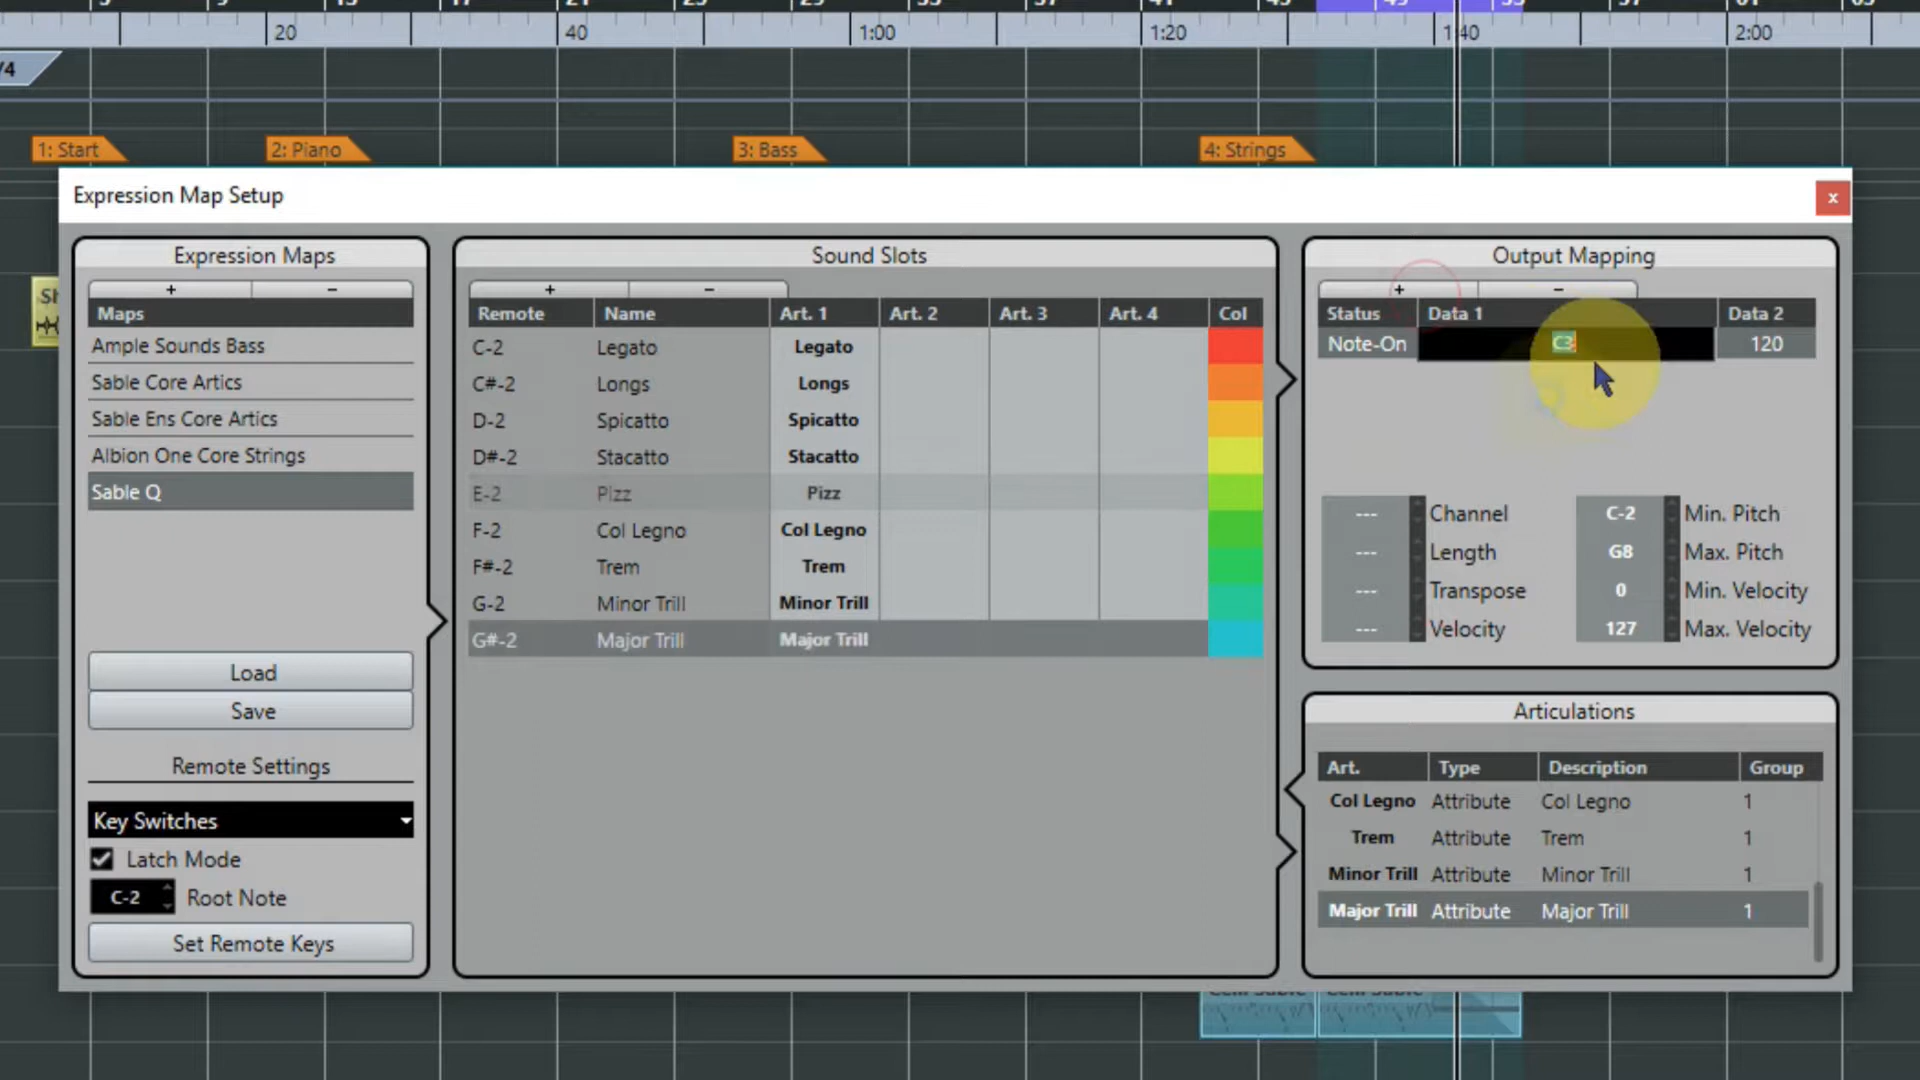 20
40
1:00
1:20
1:40
2:00
/4
1: Start
2: Piano
3: Bass
4: Strings
Expression Map Setup
x
Expression Maps
+ −
Maps
Ample Sounds Bass
Sable Core Artics
Sable Ens Core Artics
Albion One Core Strings
Sable Q
Load
Save
Remote Settings
Key Switches
Latch Mode
C-2 Root Note
Set Remote Keys
Sound Slots
+ −
Remote Name Art. 1 Art. 2 Art. 3 Art. 4 Col
C-2 Legato Legato
C#-2 Longs Longs
D-2 Spicatto Spicatto
D#-2 Stacatto Stacatto
E-2 Pizz Pizz
F-2 Col Legno Col Legno
F#-2 Trem Trem
G-2 Minor Trill Minor Trill
G#-2 Major Trill Major Trill
Output Mapping
+ −
Status Data 1 Data 2
Note-On C3 120
--- Channel C-2 Min. Pitch
--- Length G8 Max. Pitch
--- Transpose 0 Min. Velocity
--- Velocity 127 Max. Velocity
Articulations
Art. Type Description Group
Col Legno Attribute Col Legno 1
Trem Attribute Trem 1
Minor Trill Attribute Minor Trill 1
Major Trill Attribute Major Trill 1